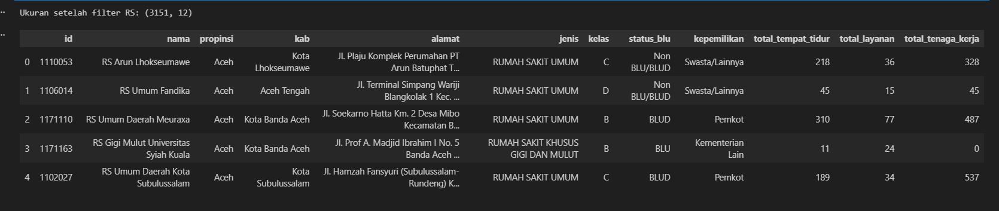 Ukuran setelah filter RS: (3151, 12)
id nama propinsi kab alamat jenis kelas status_blu kepemilikan total_tempat_tidur total_layanan total_tenaga_kerja
0 1110053 RS Arun Lhokseumawe Aceh Kota Lhokseumawe Jl. Plaju Komplek Perumahan PT Arun Batuphat T... RUMAH SAKIT UMUM C Non BLU/BLUD Swasta/Lainnya 218 36 328
1 1106014 RS Umum Fandika Aceh Aceh Tengah Jl. Terminal Simpang Wariji Blangkolak 1 Kec. ... RUMAH SAKIT UMUM D Non BLU/BLUD Swasta/Lainnya 45 15 45
2 1171110 RS Umum Daerah Meuraxa Aceh Kota Banda Aceh Jl. Soekarno Hatta Km. 2 Desa Mibo Kecamatan B... RUMAH SAKIT UMUM B BLUD Pemkot 310 77 487
3 1171163 RS Gigi Mulut Universitas Syiah Kuala Aceh Kota Banda Aceh Jl. Prof A. Madjid Ibrahim I No. 5 Banda Aceh ... RUMAH SAKIT KHUSUS GIGI DAN MULUT B BLU Kementerian Lain 11 24 0
4 1102027 RS Umum Daerah Kota Subulussalam Aceh Kota Subulussalam Jl. Hamzah Fansyuri (Subulussalam-Rundeng) K... RUMAH SAKIT UMUM C BLUD Pemkot 189 34 537